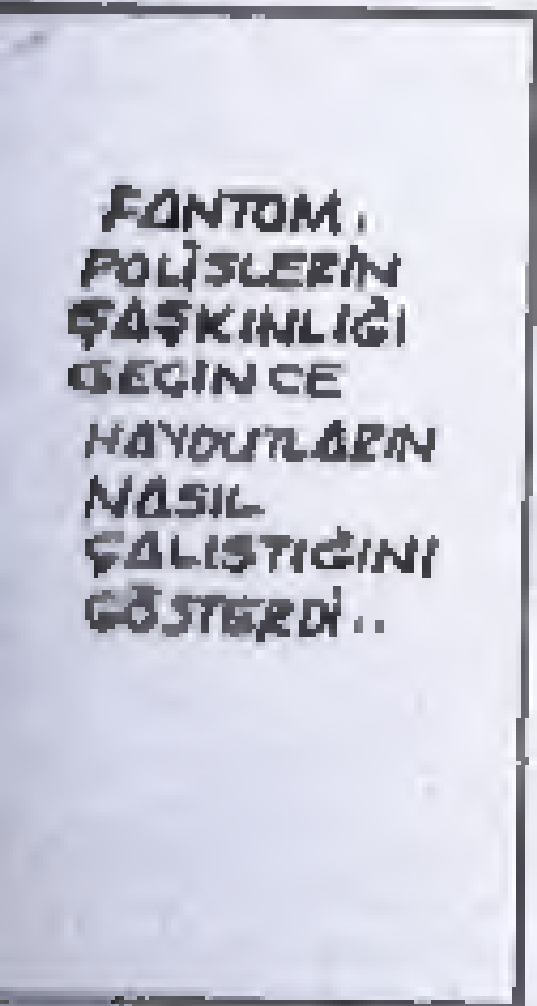 FANTOM,
POLİSLERİN
ŞAŞKINLIĞI
GEÇİNCE
HAYDUTLARIN
NASIL
ÇALIŞTIĞINI
GÖSTERDİ..